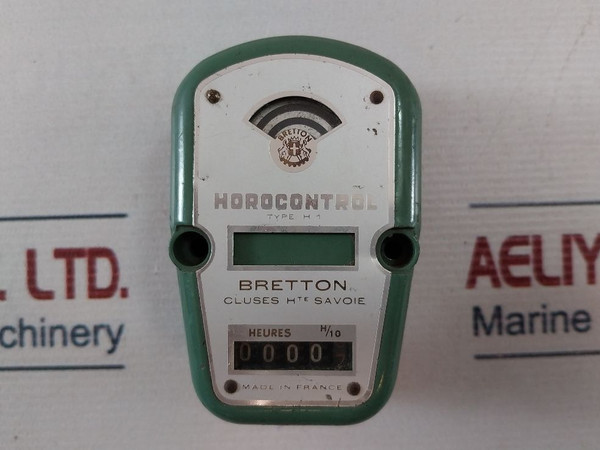 BRETTON
HOROCONTROL
TYPE H 1
BRETTON
CLUSES HTE SAVOIE
HEURES H/10
0000
MADE IN FRANCE
. LTD.
chinery
AELIY
Marine